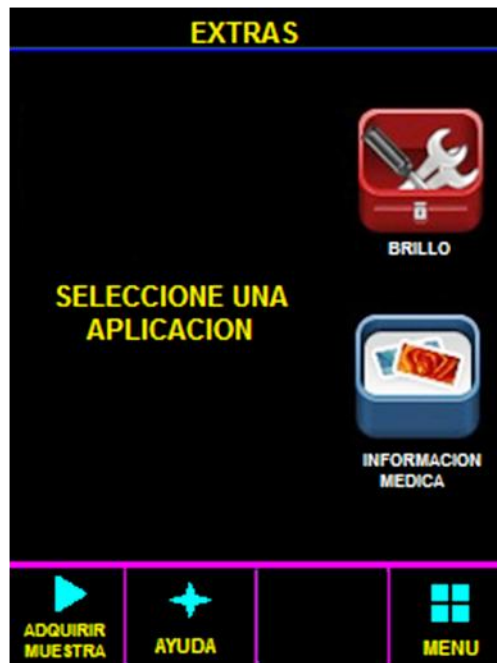 EXTRAS
BRILLO
SELECCIONE UNA
APLICACION
INFORMACION
MEDICA
ADQUIRIR
MUESTRA
AYUDA
MENU